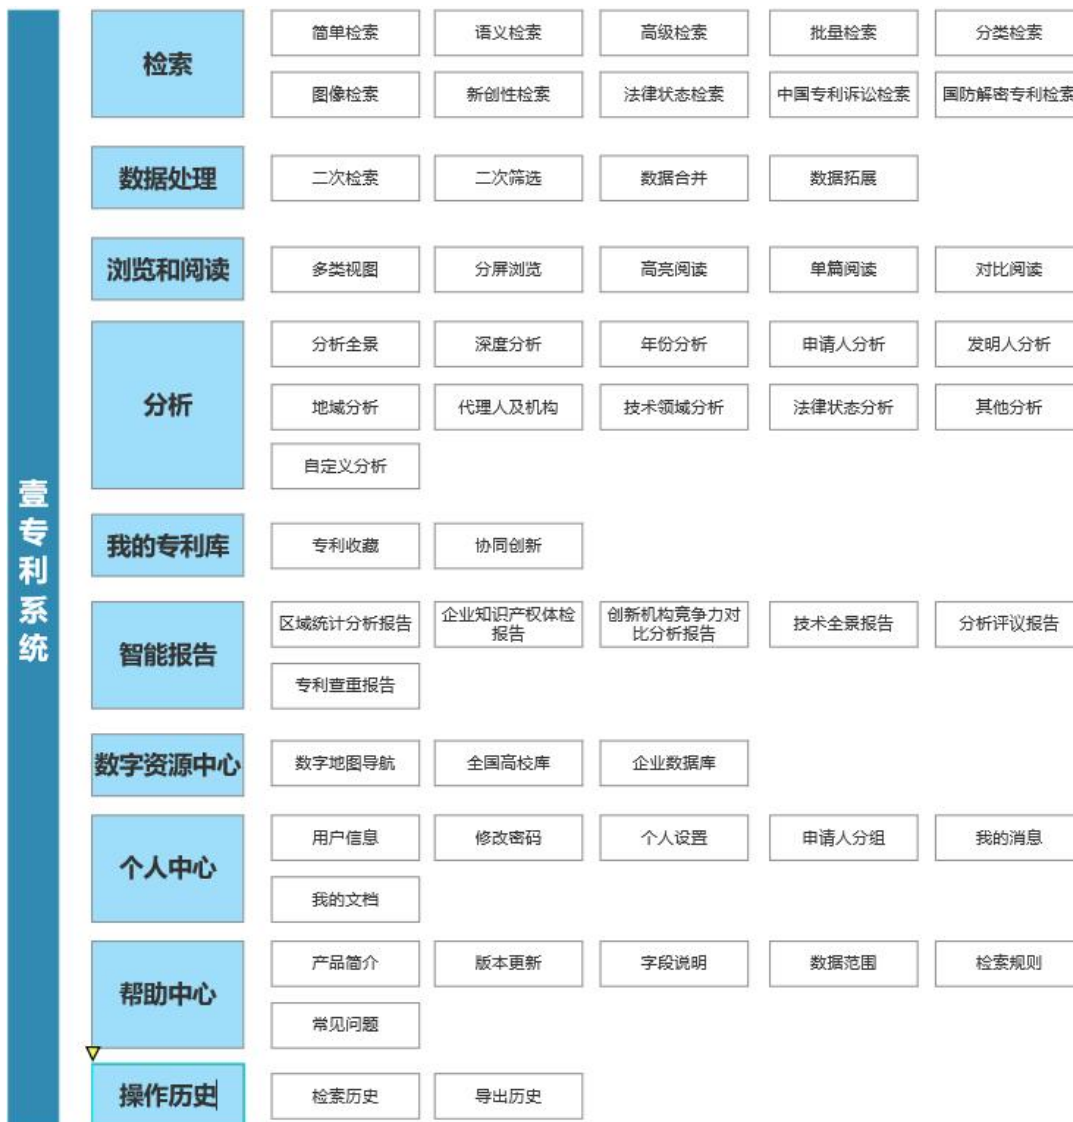 壹专利系统
检索
简单检索
语义检索
高级检索
批量检索
分类检索
图像检索
新创性检索
法律状态检索
中国专利诉讼检索
国防解密专利检索
数据处理
二次检索
二次筛选
数据合并
数据拓展
浏览和阅读
多类视图
分屏浏览
高亮阅读
单篇阅读
对比阅读
分析
分析全景
深度分析
年份分析
申请人分析
发明人分析
地域分析
代理人及机构
技术领域分析
法律状态分析
其他分析
自定义分析
我的专利库
专利收藏
协同创新
智能报告
区域统计分析报告
企业知识产权体检
报告
创新机构竞争力对
比分析报告
技术全景报告
分析评议报告
专利查重报告
数字资源中心
数字地图导航
全国高校库
企业数据库
个人中心
用户信息
修改密码
个人设置
申请人分组
我的消息
我的文档
帮助中心
产品简介
版本更新
字段说明
数据范围
检索规则
常见问题
操作历史
检索历史
导出历史